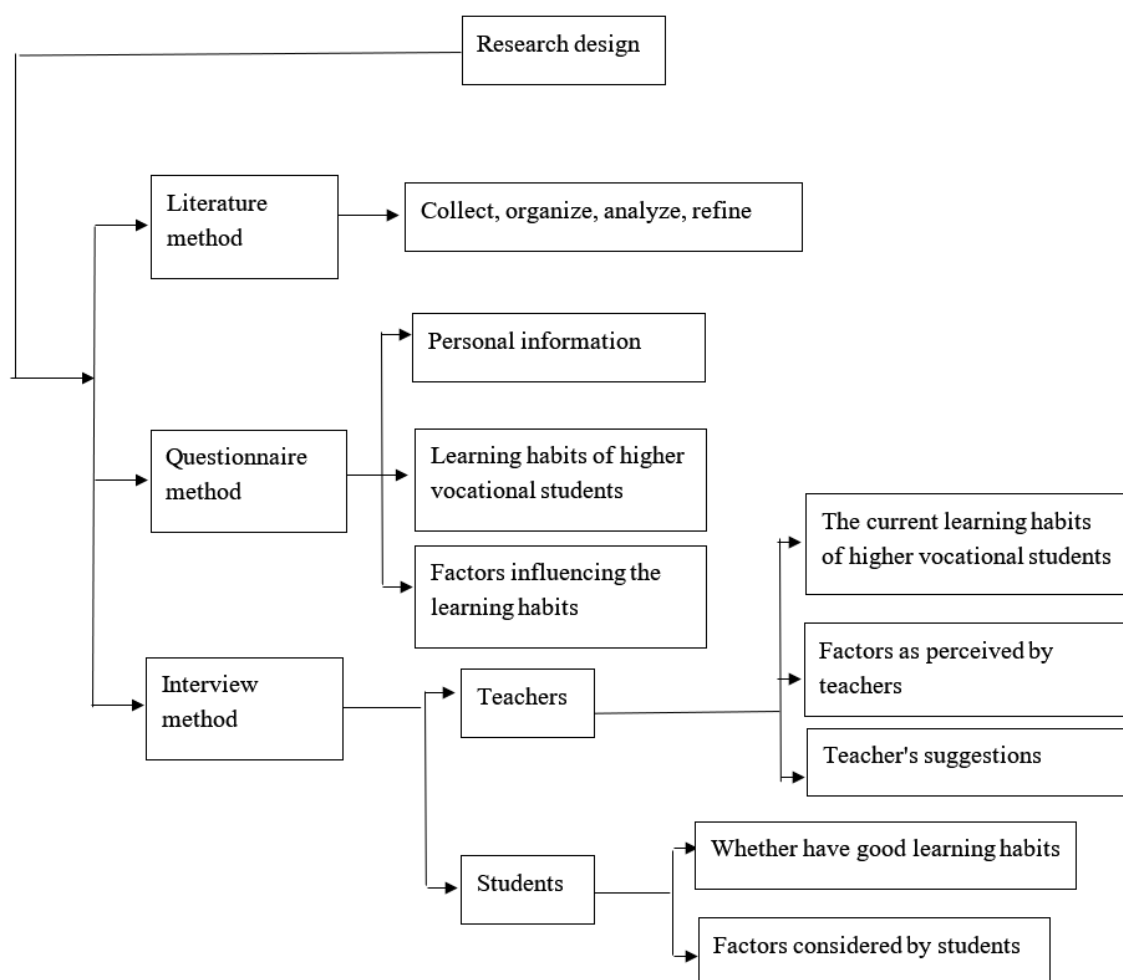 Research design
Literature
method
Collect, organize, analyze, refine
Personal information
Questionnaire
method
Learning habits of higher
vocational students
Factors influencing the
learning habits
The current learning habits
of higher vocational students
Interview
method
Teachers
Factors as perceived by
teachers
Teacher's suggestions
Students
Whether have good learning habits
Factors considered by students